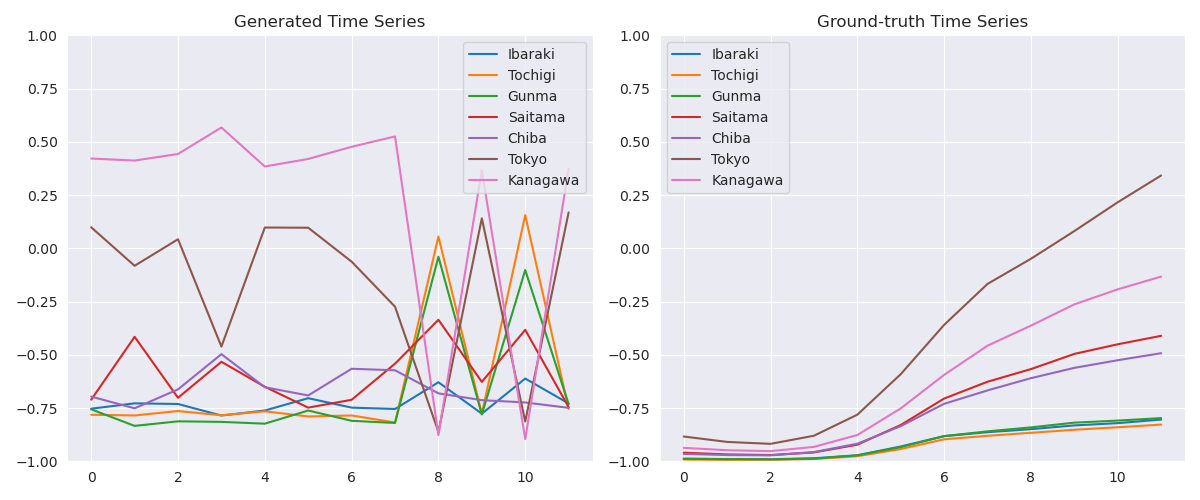 Generated Time Series
1.00
0.75
0.50
0.25
0.00
−0.25
−0.50
−0.75
−1.00
0 2 4 6 8 10
Ibaraki
Tochigi
Gunma
Saitama
Chiba
Tokyo
Kanagawa
Ground-truth Time Series
1.00
0.75
0.50
0.25
0.00
−0.25
−0.50
−0.75
−1.00
0 2 4 6 8 10
Ibaraki
Tochigi
Gunma
Saitama
Chiba
Tokyo
Kanagawa